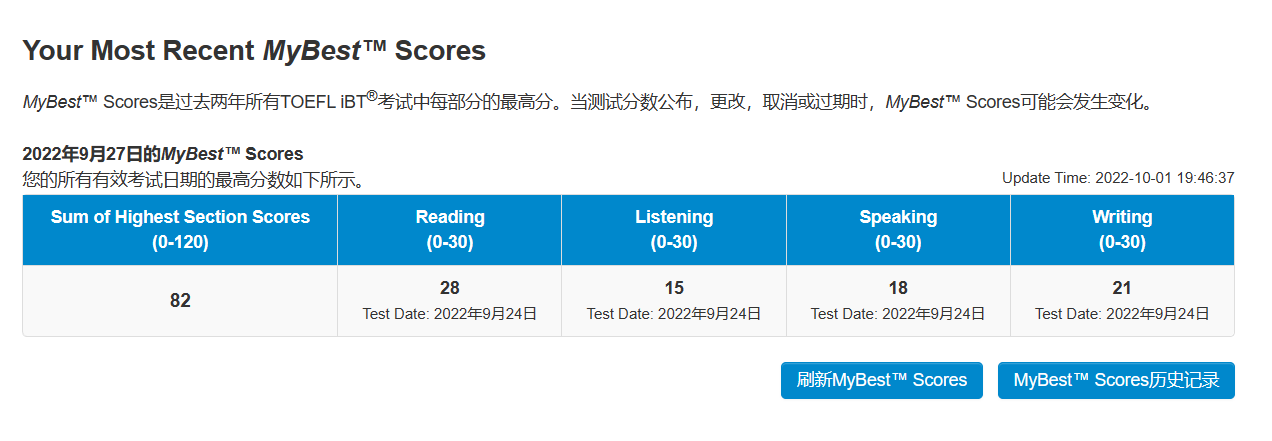 Your Most Recent MyBest™ Scores
MyBest™ Scores是过去两年所有TOEFL iBT®考试中每部分的最高分。当测试分数公布，更改，取消或过期时，MyBest™ Scores可能会发生变化。
2022年9月27日的MyBest™ Scores
您的所有有效考试日期的最高分数如下所示。
Update Time: 2022-10-01 19:46:37
Sum of Highest Section Scores Reading Listening Speaking Writing
(0-120) (0-30) (0-30) (0-30) (0-30)
82 28 15 18 21
Test Date: 2022年9月24日 Test Date: 2022年9月24日 Test Date: 2022年9月24日 Test Date: 2022年9月24日
刷新MyBest™ Scores MyBest™ Scores历史记录